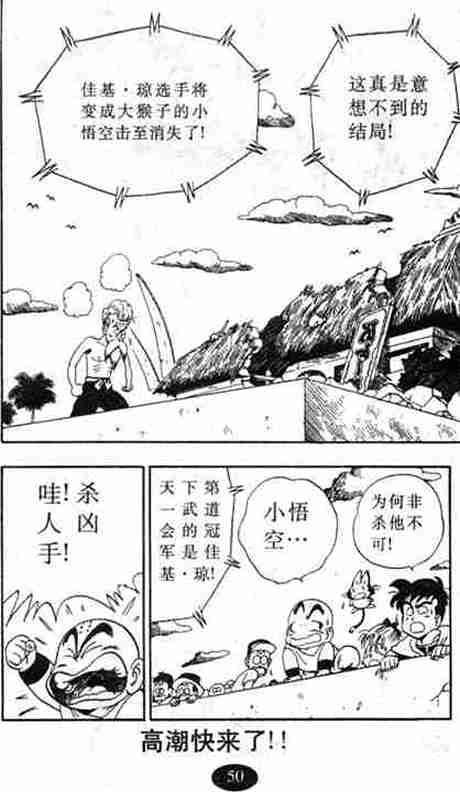 这真是意
想不到的
结局!
佳基·琼选手将
变成大猴子的小
悟空击至消失了!
为何非
杀他不
可!
小悟
空…
天下第
一武道
会的冠
军是佳
基·琼!
哇!杀
人凶
手!
高潮快来了!!
50